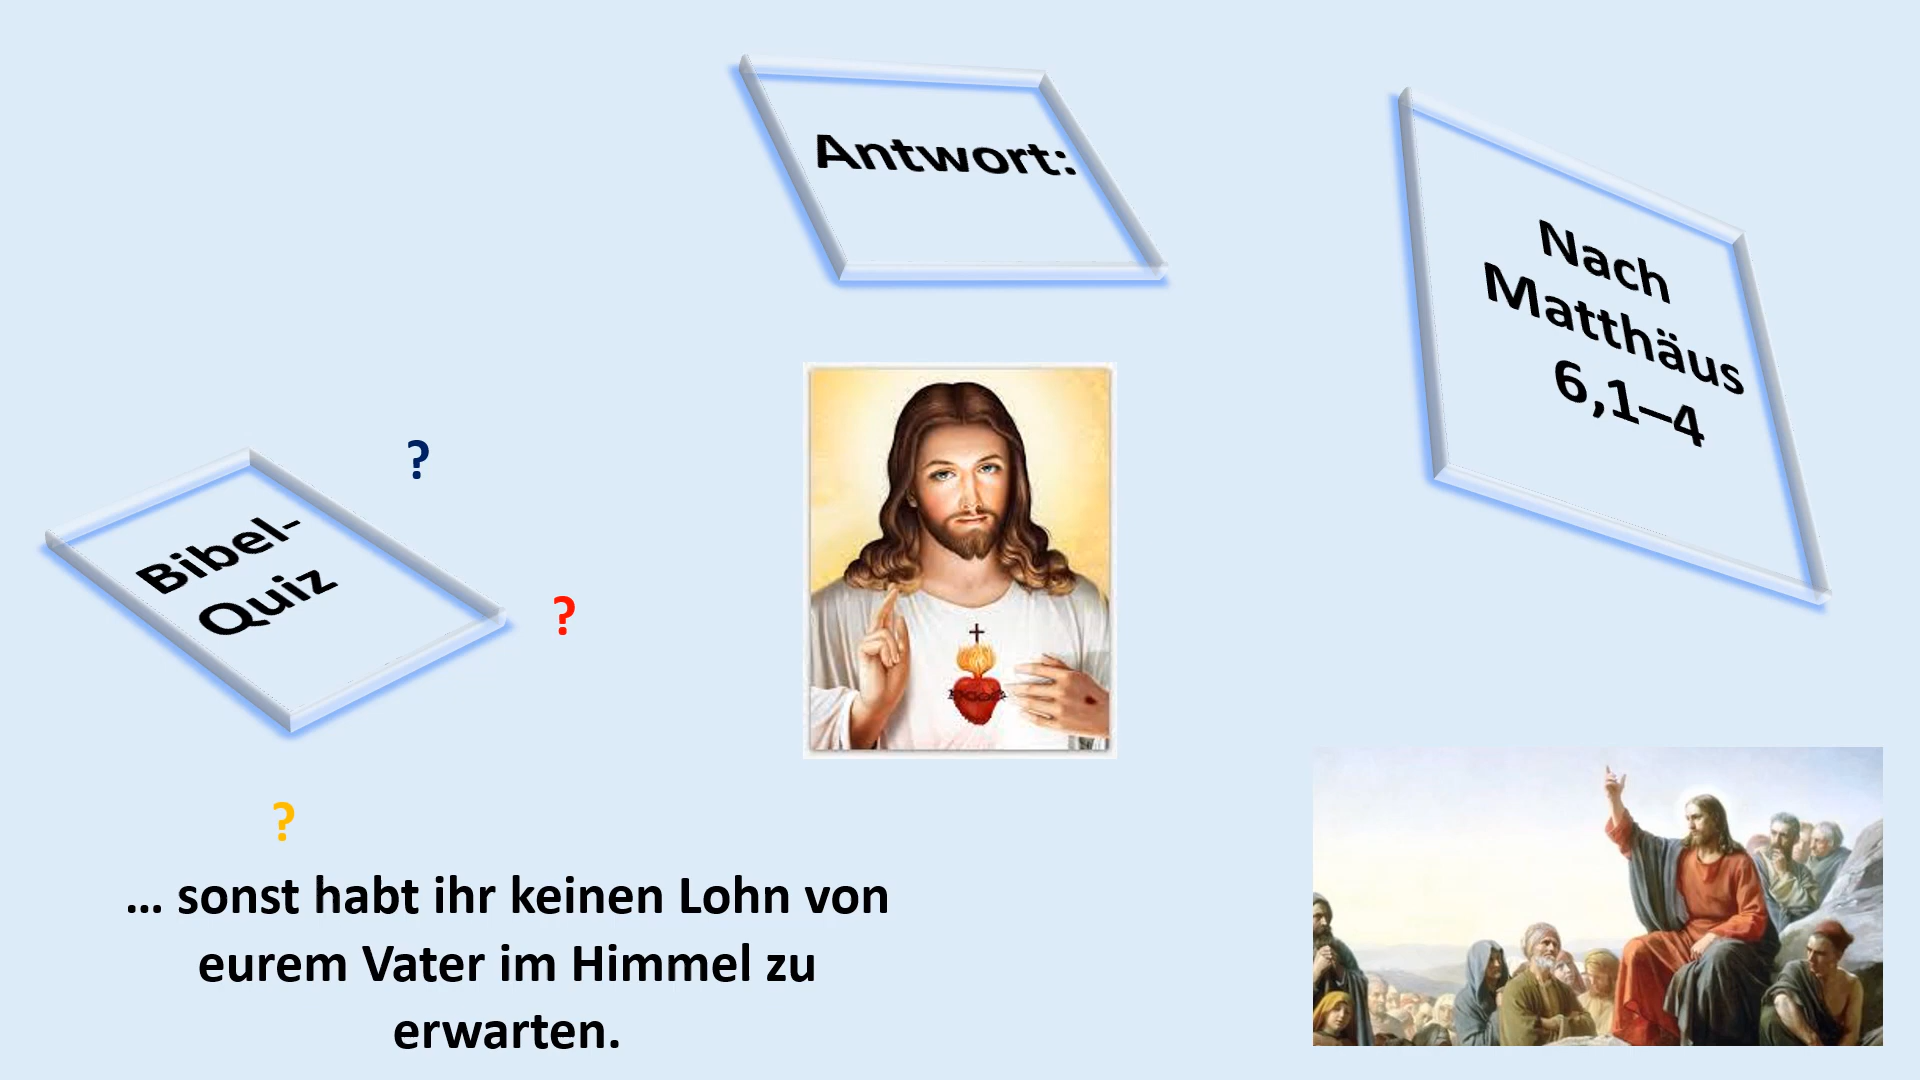 Antwort:
Nach
Matthäus
6,1–4
Bibel-
Quiz
?
?
?
... sonst habt ihr keinen Lohn von
eurem Vater im Himmel zu
erwarten.